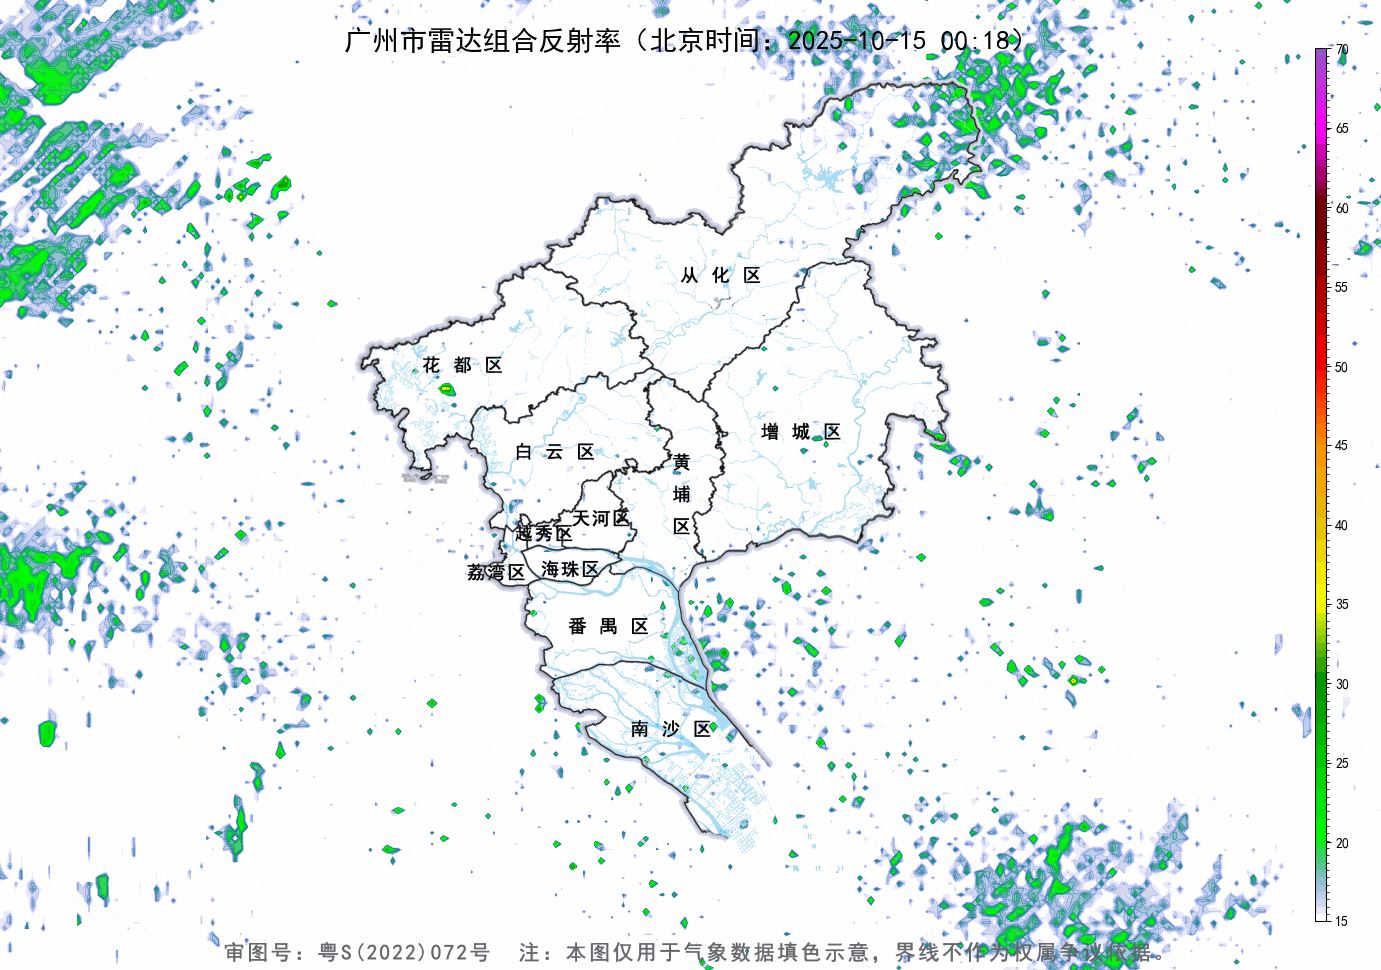 广州市雷达组合反射率（北京时间：2025-10-15 00:18）
70
65
60
55
50
45
40
35
30
25
20
15
从化区
花都区
增城区
白云区
黄埔区
天河区
越秀区
荔湾区
海珠区
番禺区
南沙区
审图号：粤S(2022)072号 注：本图仅用于气象数据填色示意，界线不作为权属争议依据。